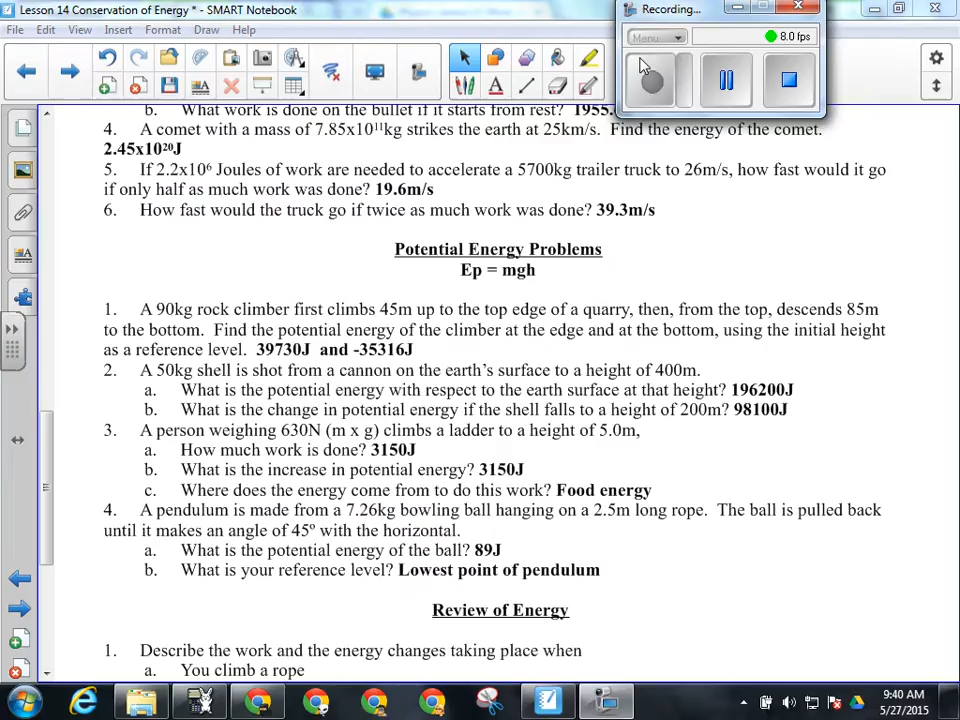 Lesson 14 Conservation of Energy * - SMART Notebook
Recording...
File Edit View Insert Format Draw Help
Menu
8.0 fps
b. What work is done on the bullet if it starts from rest? 1955.
4. A comet with a mass of 7.85x10¹¹kg strikes the earth at 25km/s. Find the energy of the comet.
2.45x10²⁰J
5. If 2.2x10⁶ Joules of work are needed to accelerate a 5700kg trailer truck to 26m/s, how fast would it go
if only half as much work was done? 19.6m/s
6. How fast would the truck go if twice as much work was done? 39.3m/s
Potential Energy Problems
Ep = mgh
1. A 90kg rock climber first climbs 45m up to the top edge of a quarry, then, from the top, descends 85m
to the bottom. Find the potential energy of the climber at the edge and at the bottom, using the initial height
as a reference level. 39730J and -35316J
2. A 50kg shell is shot from a cannon on the earth's surface to a height of 400m.
a. What is the potential energy with respect to the earth surface at that height? 196200J
b. What is the change in potential energy if the shell falls to a height of 200m? 98100J
3. A person weighing 630N (m x g) climbs a ladder to a height of 5.0m,
a. How much work is done? 3150J
b. What is the increase in potential energy? 3150J
c. Where does the energy come from to do this work? Food energy
4. A pendulum is made from a 7.26kg bowling ball hanging on a 2.5m long rope. The ball is pulled back
until it makes an angle of 45º with the horizontal.
a. What is the potential energy of the ball? 89J
b. What is your reference level? Lowest point of pendulum
Review of Energy
1. Describe the work and the energy changes taking place when
a. You climb a rope
9:40 AM
5/27/2015